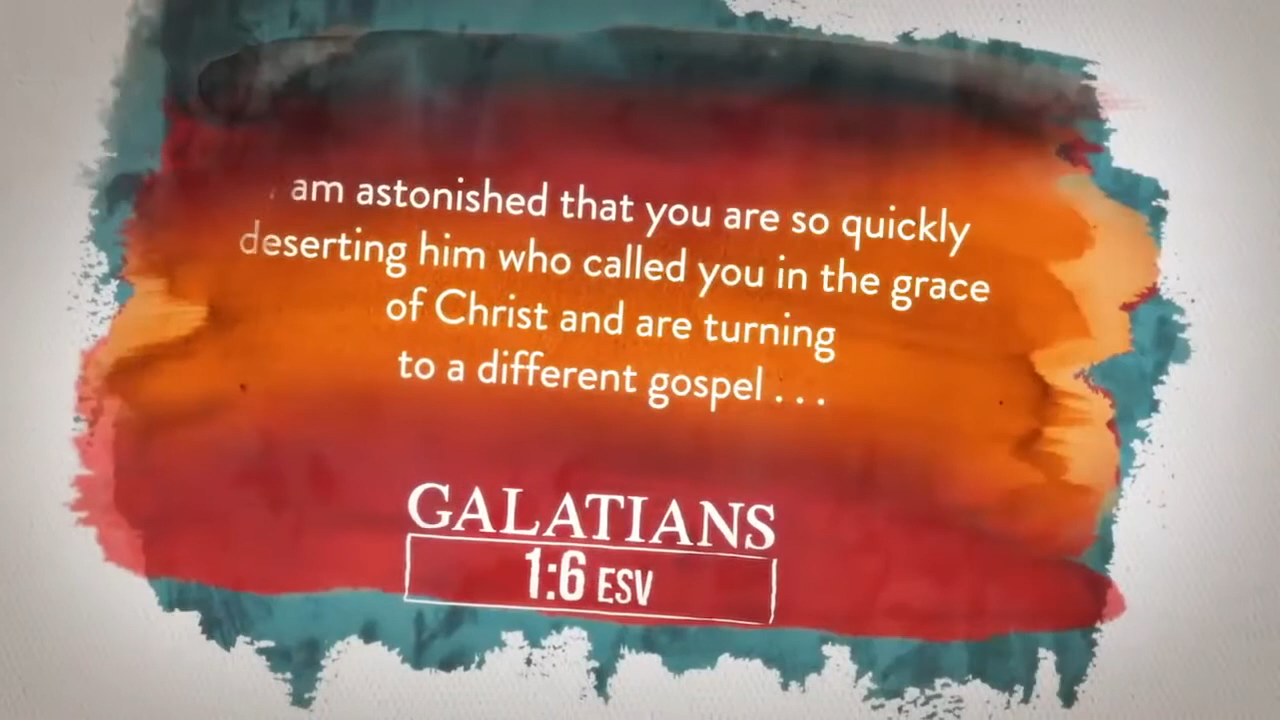 am astonished that you are so quickly
deserting him who called you in the grace
of Christ and are turning
to a different gospel . . .
GALATIANS
1:6 ESV